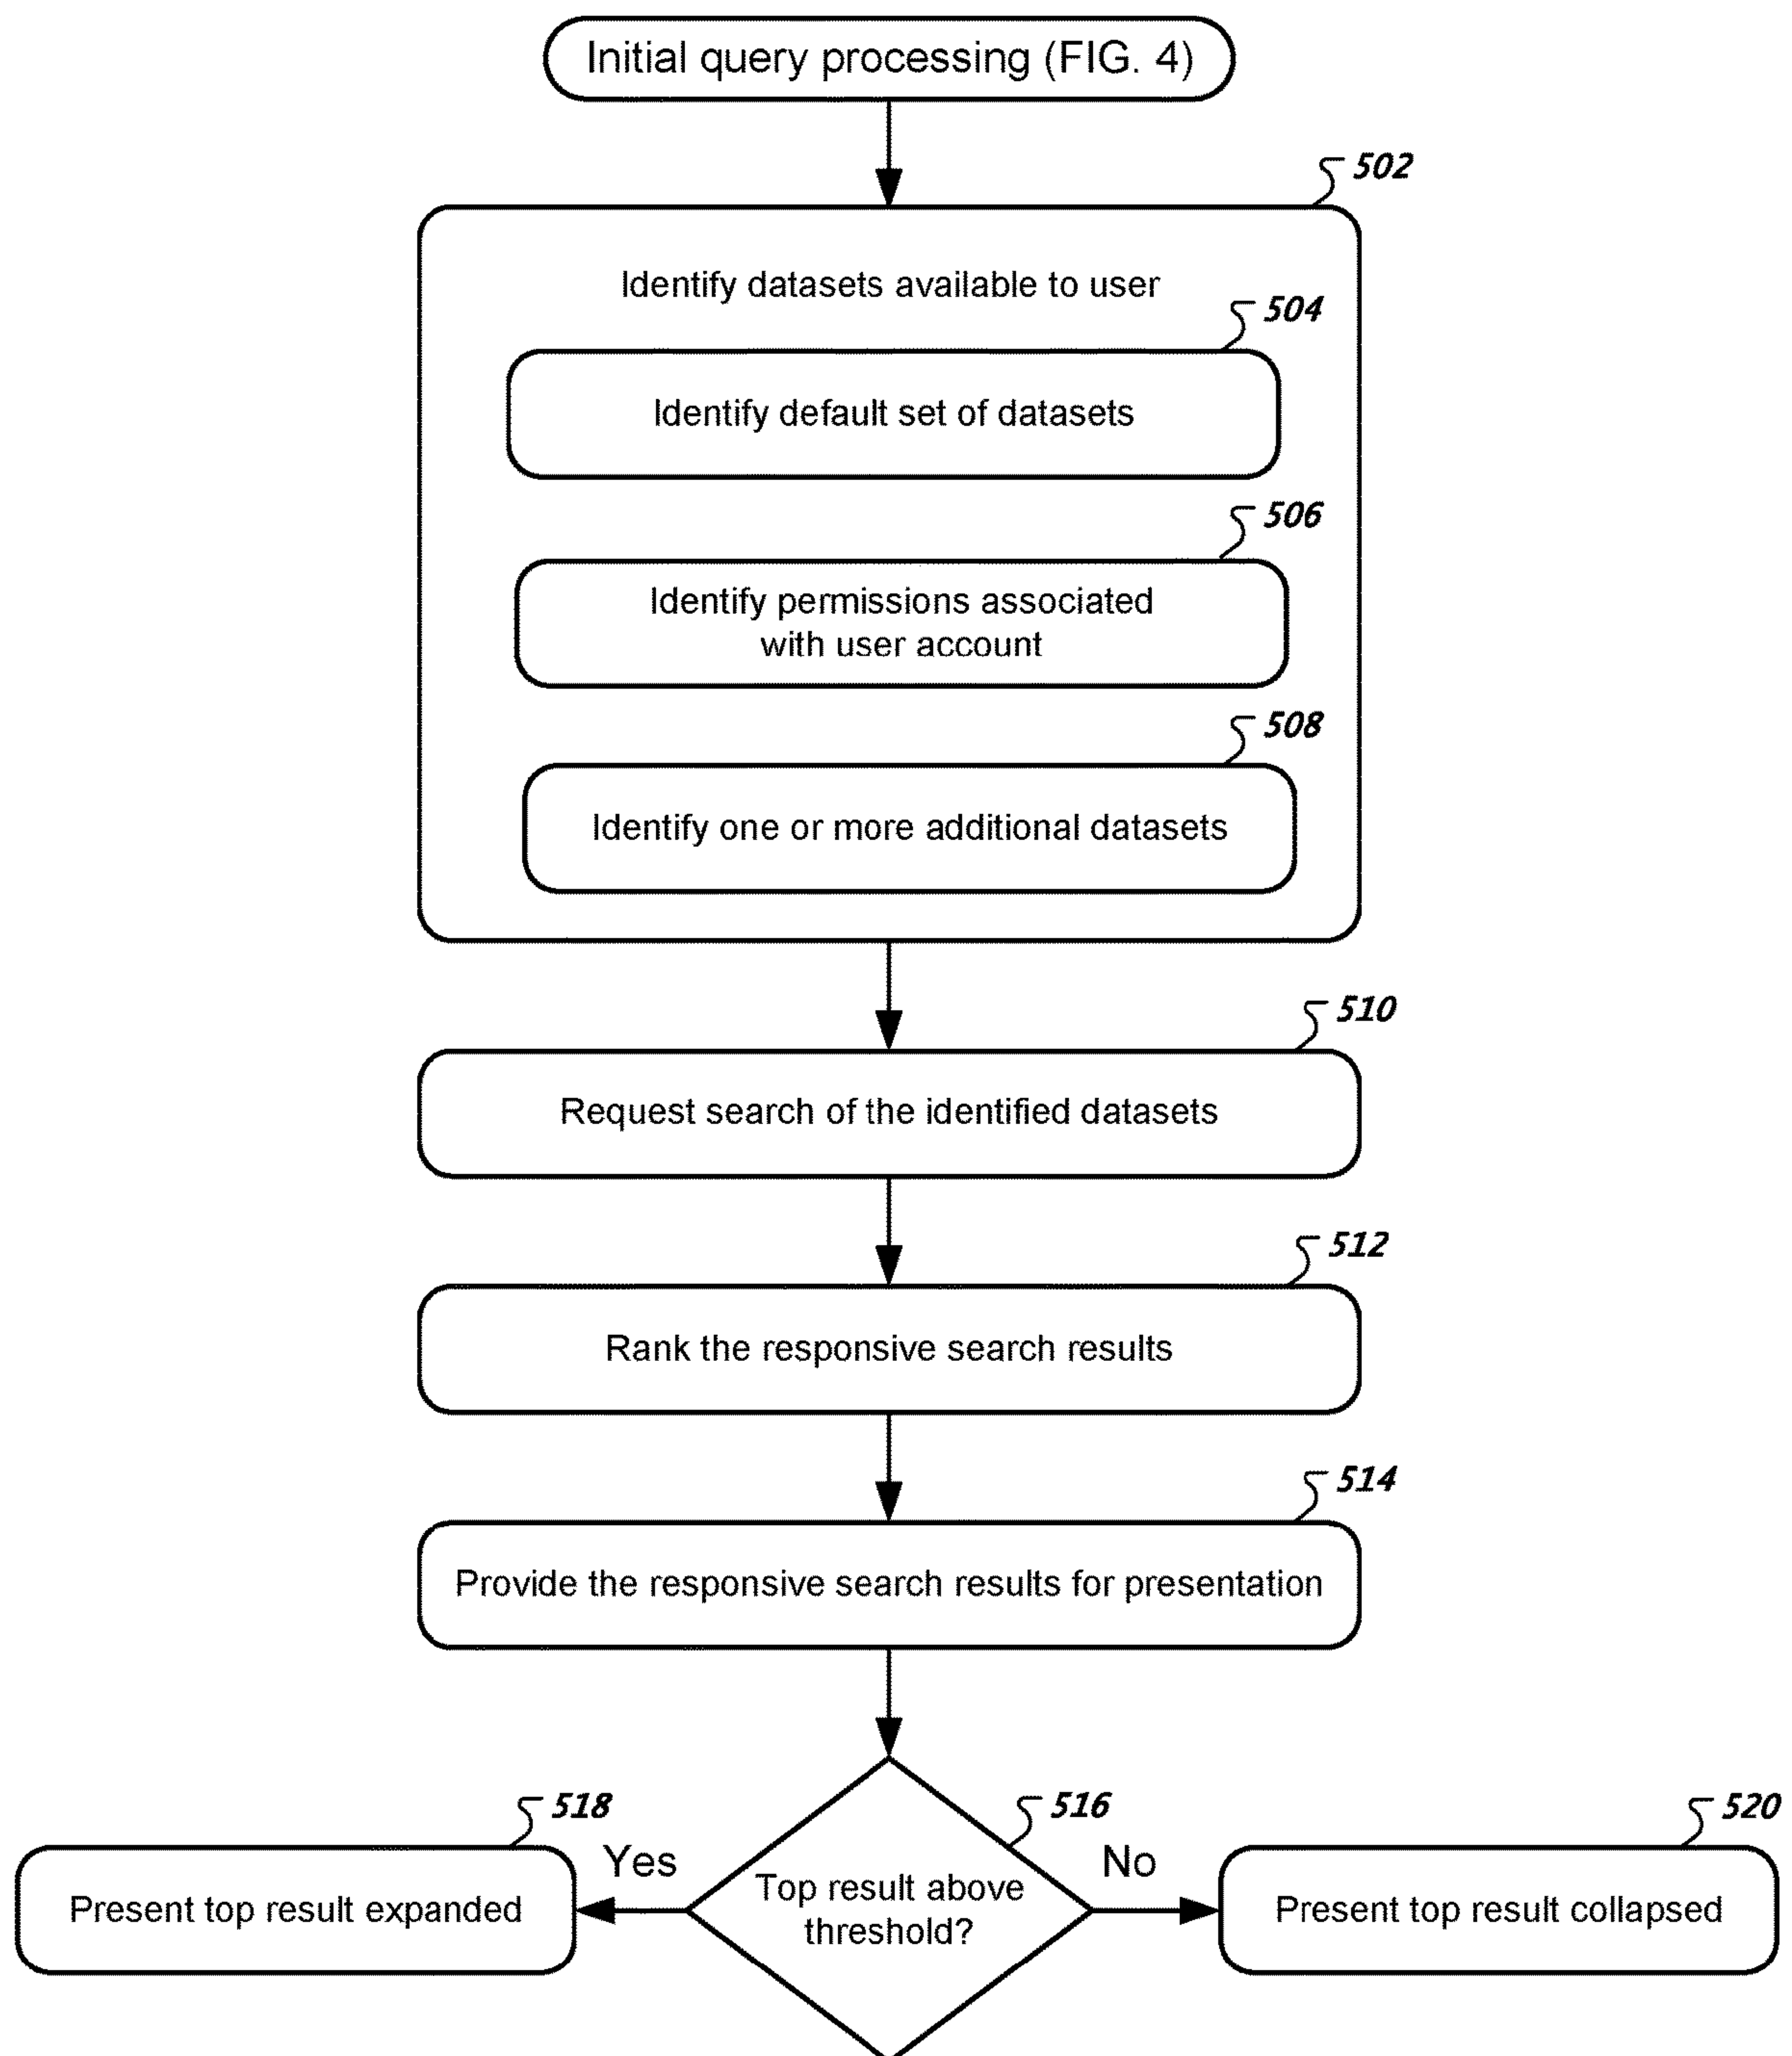 Initial query processing (FIG. 4)
502
Identify datasets available to user
504
Identify default set of datasets
506
Identify permissions associated
with user account
508
Identify one or more additional datasets
510
Request search of the identified datasets
512
Rank the responsive search results
514
Provide the responsive search results for presentation
518
516
520
Yes
No
Present top result expanded
Top result above
threshold?
Present top result collapsed